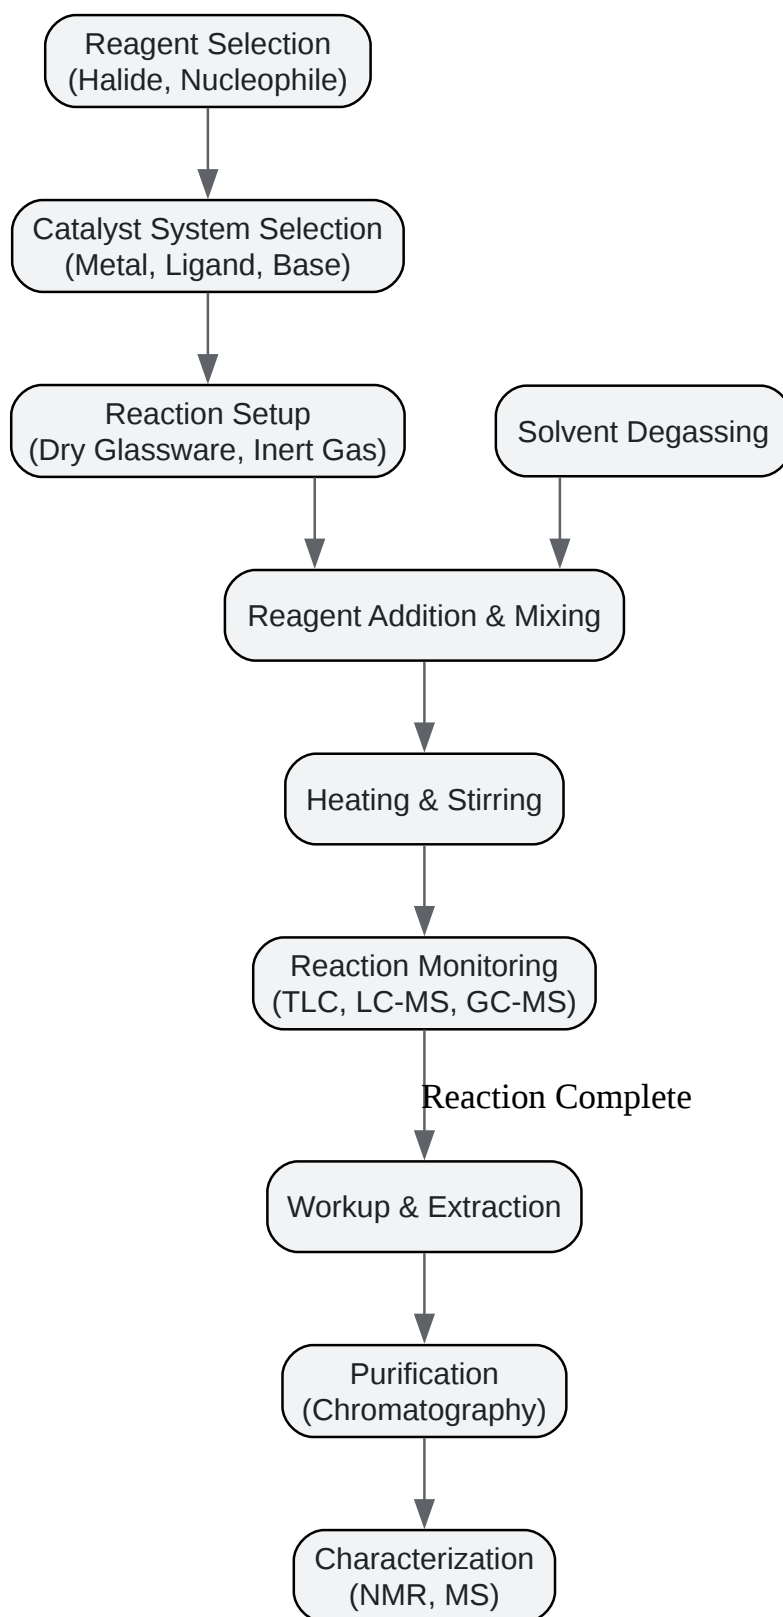 Reagent Selection
(Halide, Nucleophile)
Catalyst System Selection
(Metal, Ligand, Base)
Reaction Setup
(Dry Glassware, Inert Gas)
Solvent Degassing
Reagent Addition & Mixing
Heating & Stirring
Reaction Monitoring
(TLC, LC-MS, GC-MS)
Reaction Complete
Workup & Extraction
Purification
(Chromatography)
Characterization
(NMR, MS)